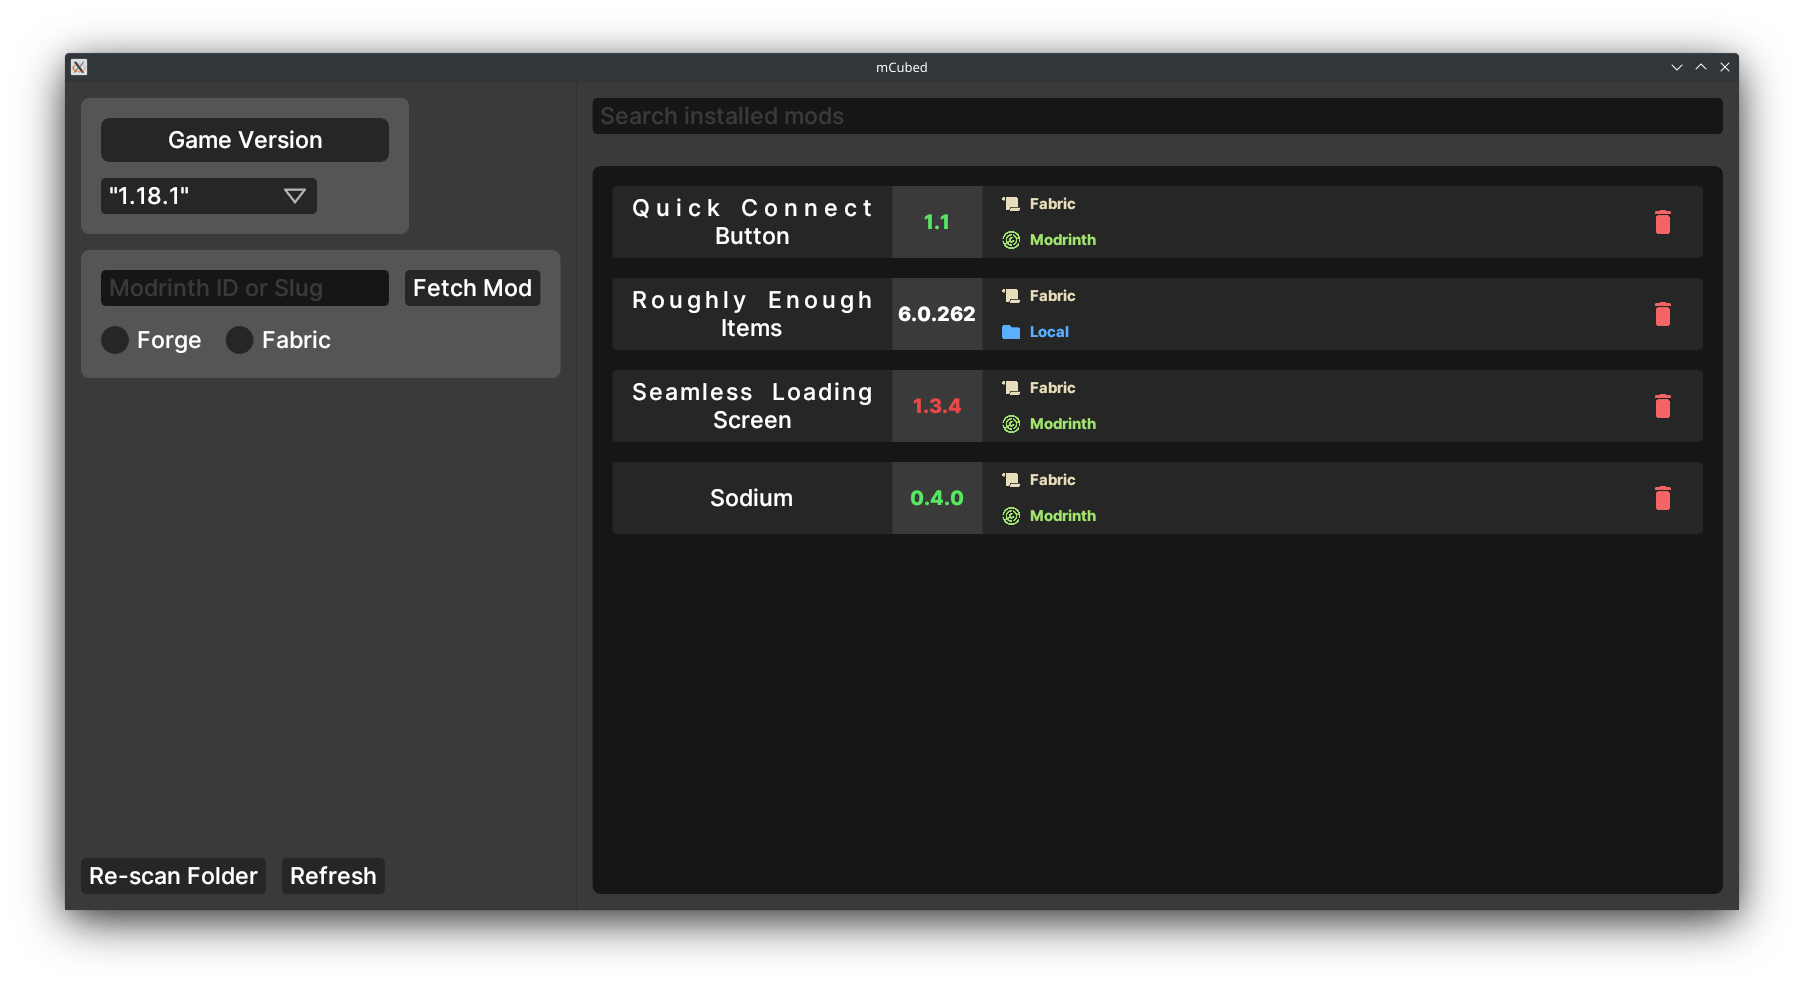 mCubed
Game Version
"1.18.1"
Modrinth ID or Slug
Fetch Mod
Forge
Fabric
Re-scan Folder
Refresh
Search installed mods
Quick Connect
Button
1.1
Fabric
Modrinth
Roughly Enough
Items
6.0.262
Fabric
Local
Seamless Loading
Screen
1.3.4
Fabric
Modrinth
Sodium
0.4.0
Fabric
Modrinth